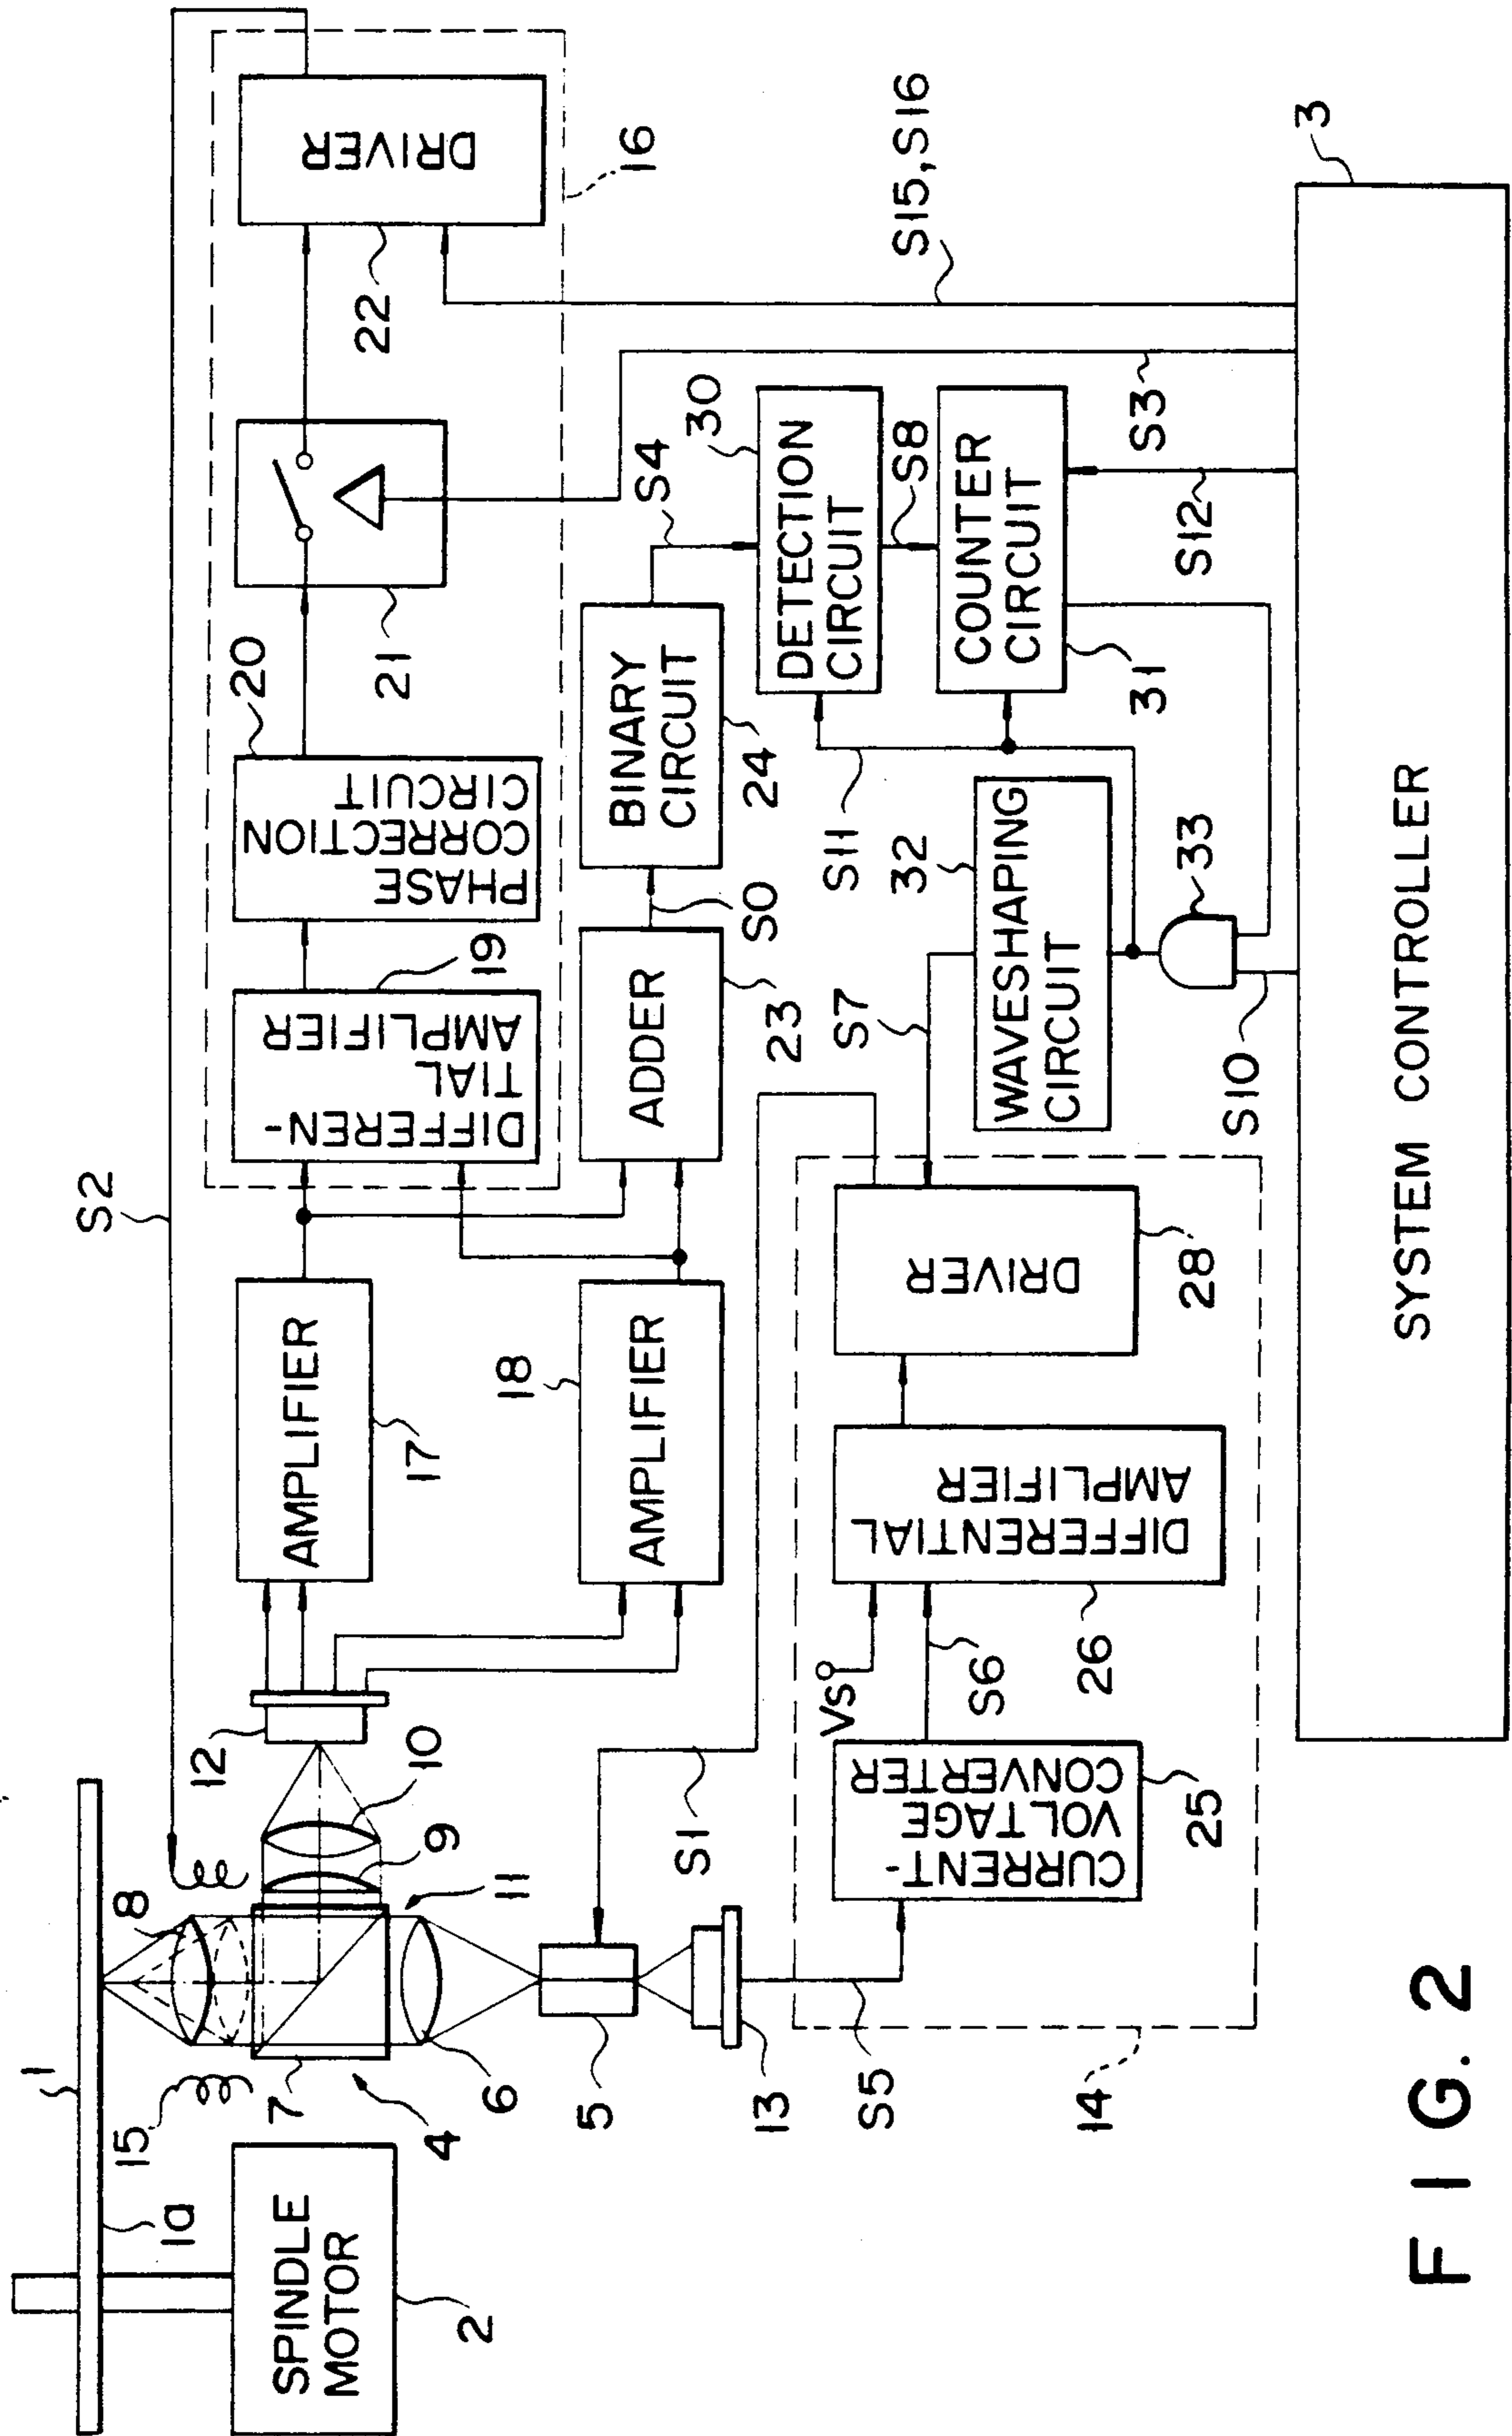 S2
16
DRIVER
22
21
20
PHASE
CORRECTION
CIRCUIT
19
DIFFEREN-
TIAL
AMPLIFIER
AMPLIFIER
17
12
10
9
11
8
1
15
1a
7
4
6
SPINDLE
MOTOR
2
18
AMPLIFIER
ADDER
23
S0
BINARY
CIRCUIT
24
S4
30
DETECTION
CIRCUIT
S8
COUNTER
CIRCUIT
31
S12
S3
S15, S16
S11
32
WAVESHAPING
CIRCUIT
S7
33
S10
S1
5
13
S5
14
CURRENT-
VOLTAGE
CONVERTER
25
Vs
S6
DIFFERENTIAL
AMPLIFIER
26
DRIVER
28
3
SYSTEM CONTROLLER
FIG. 2